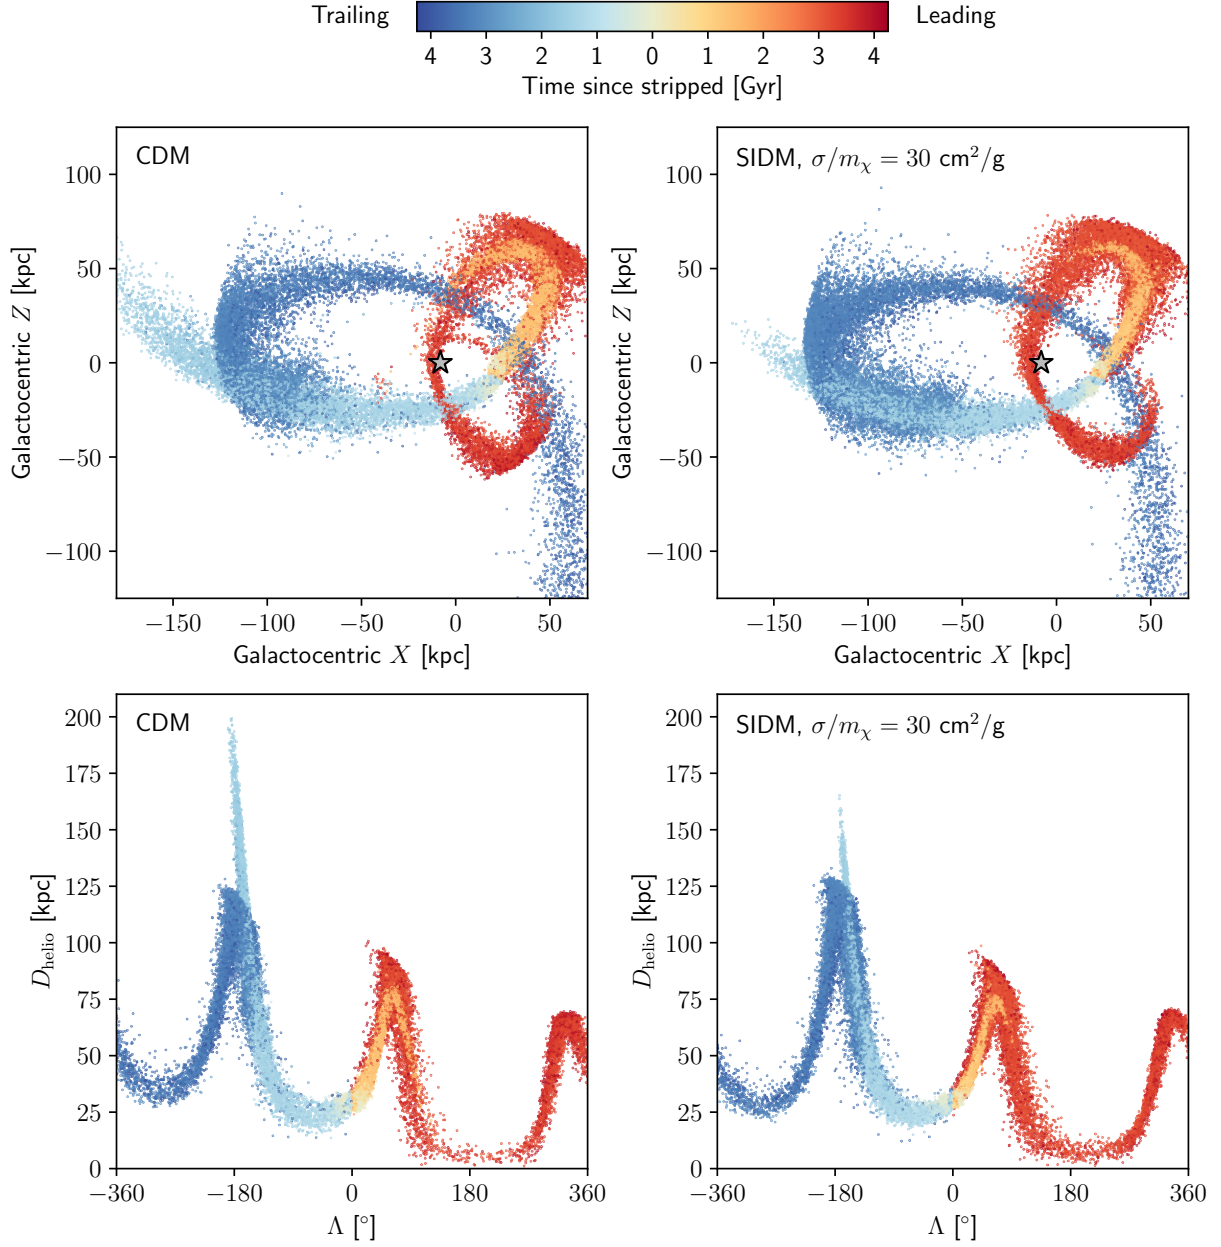 Trailing
Leading
4 3 2 1 0 1 2 3 4
Time since stripped [Gyr]
CDM
100
50
0
−50
−100
Galactocentric Z [kpc]
−150 −100 −50 0 50
Galactocentric X [kpc]
SIDM, σ/mχ = 30 cm²/g
100
50
0
−50
−100
Galactocentric Z [kpc]
−150 −100 −50 0 50
Galactocentric X [kpc]
CDM
200
175
150
125
100
75
50
25
0
D_helio [kpc]
−360 −180 0 180 360
Λ [°]
SIDM, σ/mχ = 30 cm²/g
200
175
150
125
100
75
50
25
0
D_helio [kpc]
−360 −180 0 180 360
Λ [°]